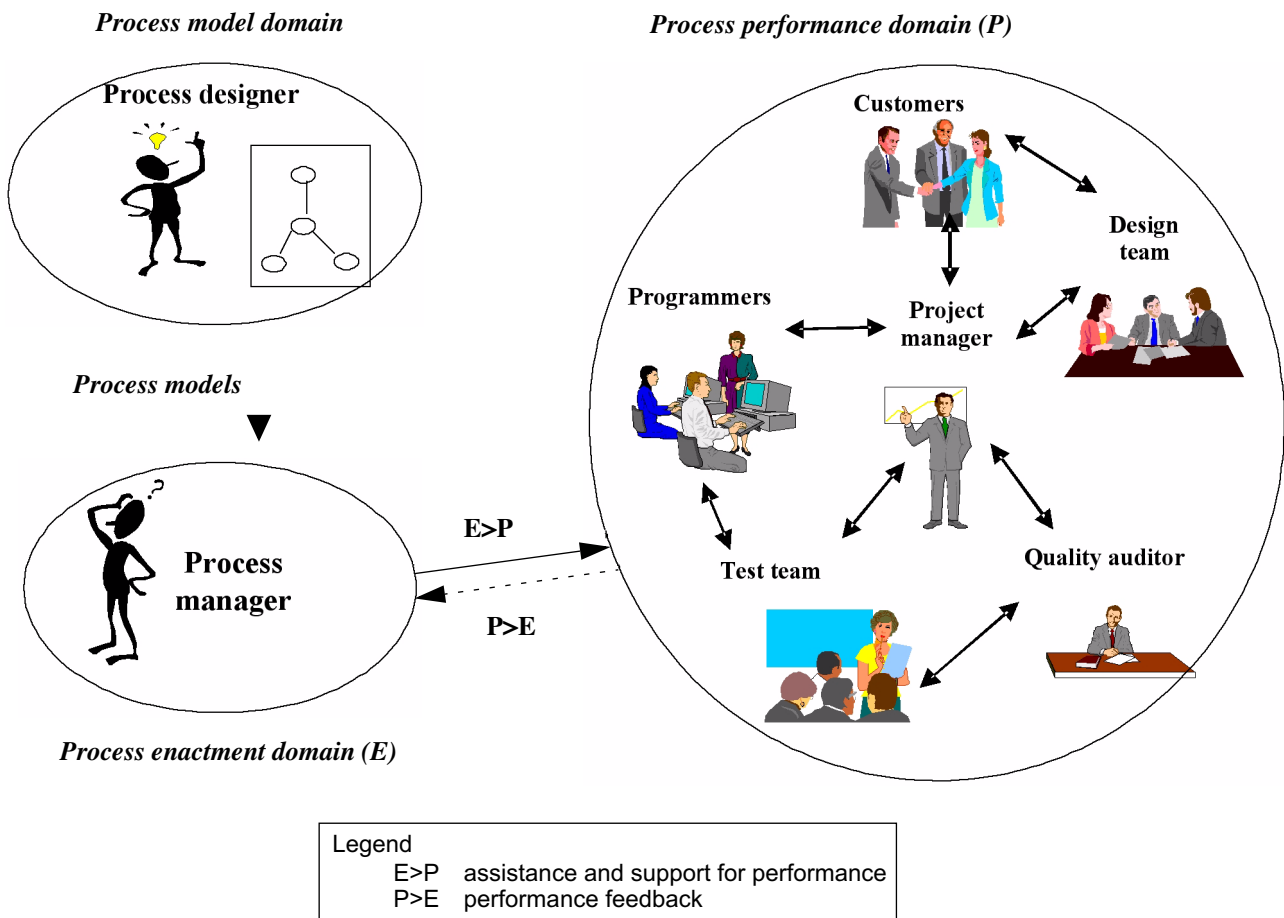 Process model domain
Process performance domain (P)
Process designer
Customers
Design
team
Programmers
Project
manager
Process models
?
E>P
Process
manager
P>E
Test team
Quality auditor
Process enactment domain (E)
Legend
E>P assistance and support for performance
P>E performance feedback